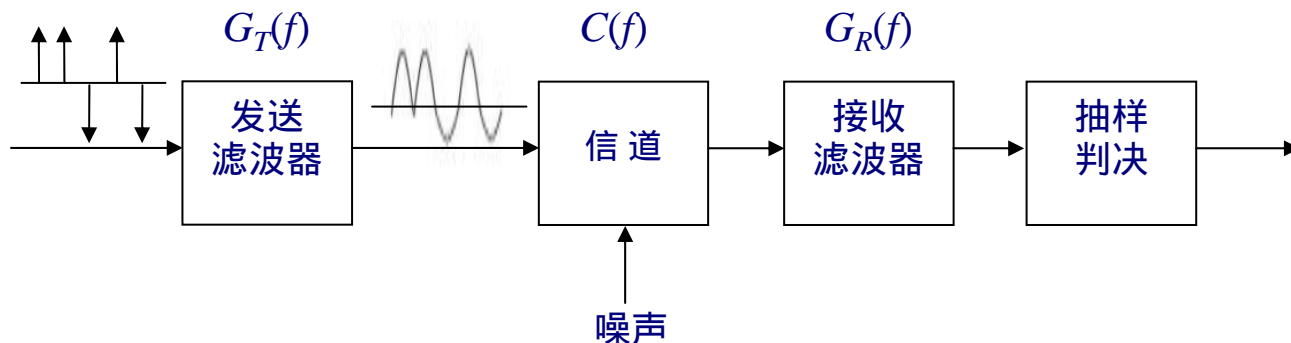 G_T(f)
C(f)
G_R(f)
发送
滤波器
信 道
接收
滤波器
抽样
判决
噪声